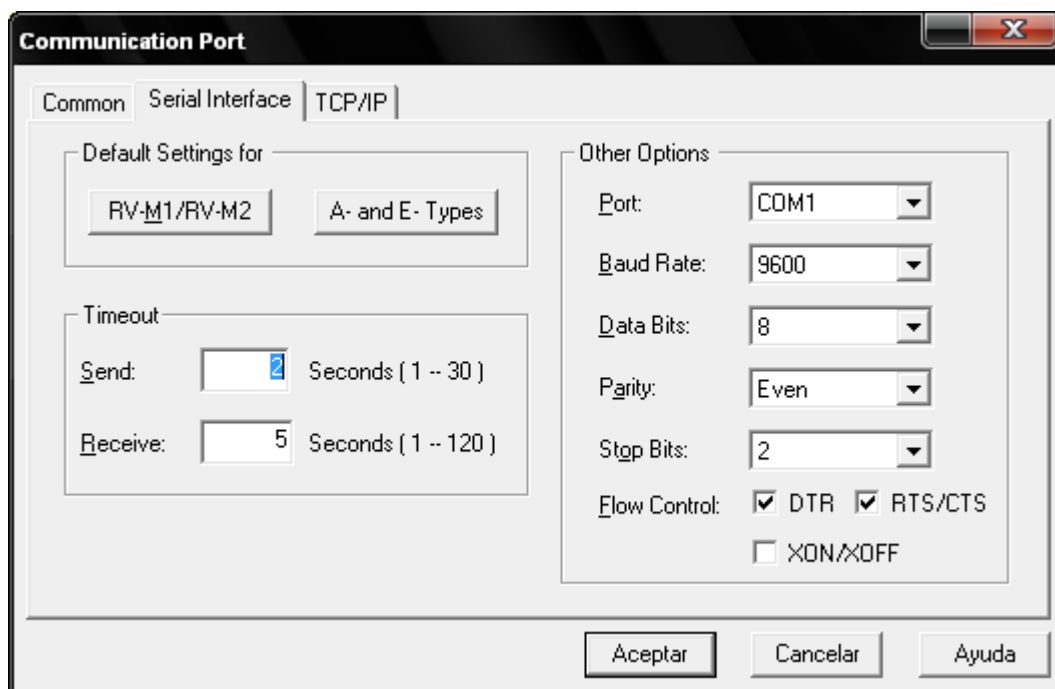 Communication Port
Common Serial Interface TCP/IP
Default Settings for
RV-M1/RV-M2 A- and E- Types
Timeout
Send: 2 Seconds ( 1 -- 30 )
Receive: 5 Seconds ( 1 -- 120 )
Other Options
Port: COM1
Baud Rate: 9600
Data Bits: 8
Parity: Even
Stop Bits: 2
Flow Control: DTR RTS/CTS
XON/XOFF
Aceptar Cancelar Ayuda